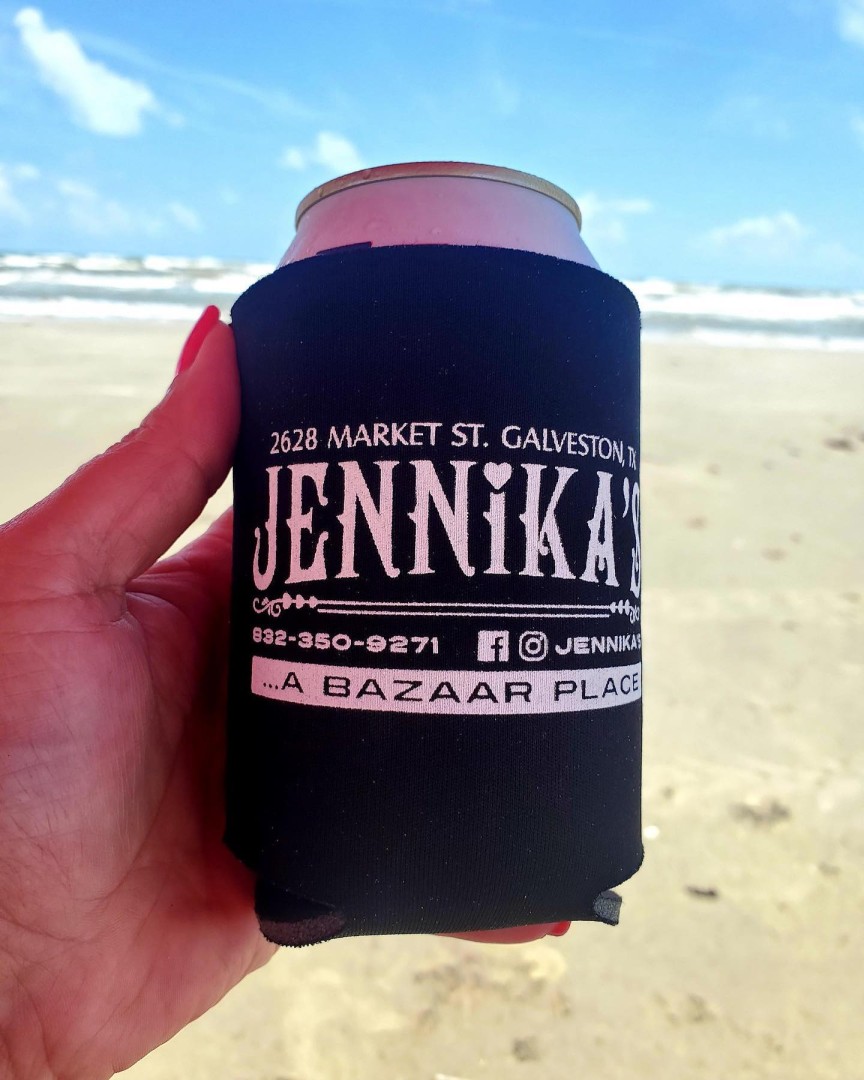 2628 MARKET ST. GALVESTON, TX
JENNiKA'S
832-350-9271 JENNIKA'S
...A BAZAAR PLACE